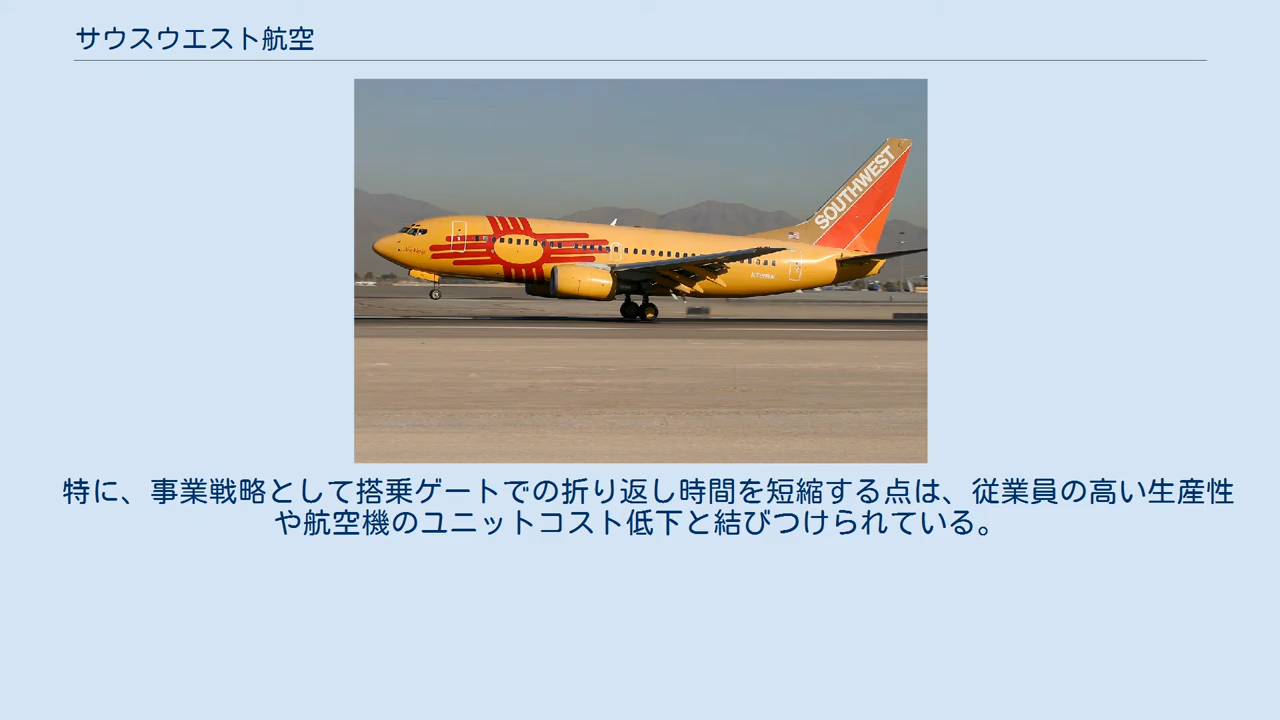 サウスウエスト航空
SOUTHWEST
特に、事業戦略として搭乗ゲートでの折り返し時間を短縮する点は、従業員の高い生産性
や航空機のユニットコスト低下と結びつけられている。